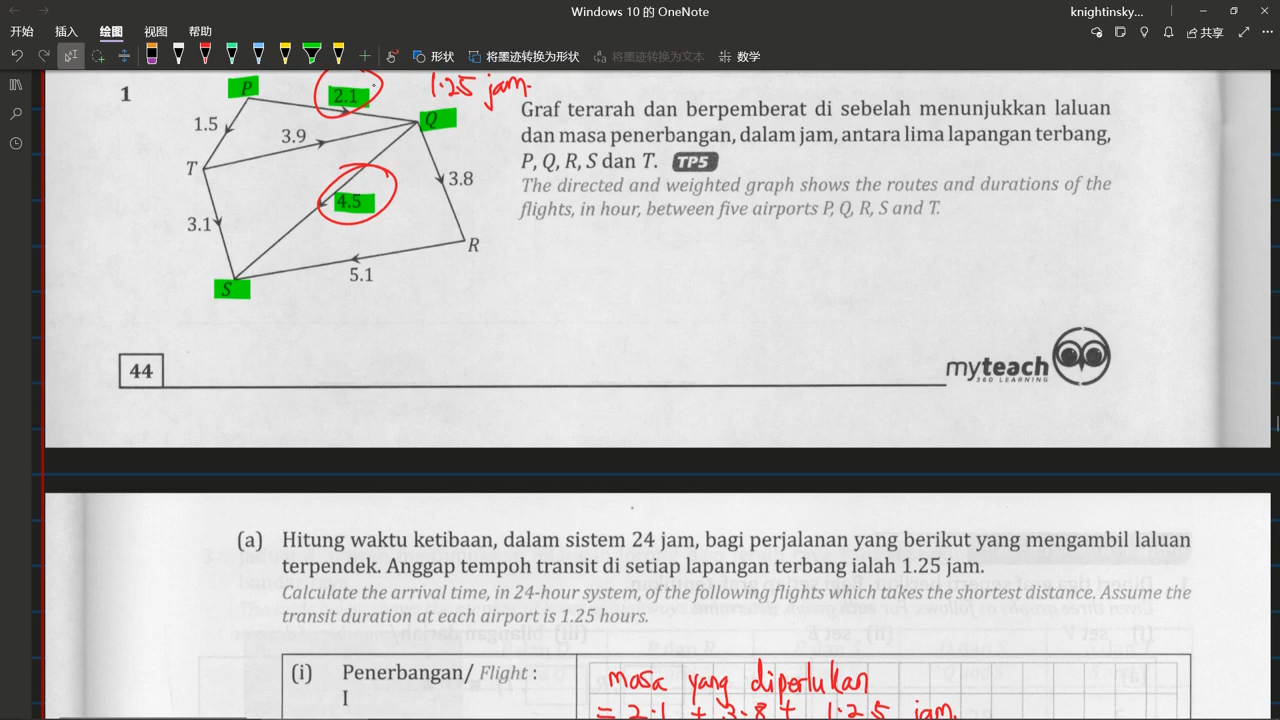 Windows 10 的 OneNote
knightinsky...
开始 插入 绘图 视图 帮助
共享
形状 将墨迹转换为形状 将墨迹转换为文本 数学
1
P
2.1
1.25 jam.
Q
1.5
3.9
T
3.8
4.5
3.1
R
5.1
S
Graf terarah dan berpemberat di sebelah menunjukkan laluan
dan masa penerbangan, dalam jam, antara lima lapangan terbang,
P, Q, R, S dan T. TP5
The directed and weighted graph shows the routes and durations of the
flights, in hour, between five airports P, Q, R, S and T.
44
myteach
360 LEARNING
(a) Hitung waktu ketibaan, dalam sistem 24 jam, bagi perjalanan yang berikut yang mengambil laluan
terpendek. Anggap tempoh transit di setiap lapangan terbang ialah 1.25 jam.
Calculate the arrival time, in 24-hour system, of the following flights which takes the shortest distance. Assume the
transit duration at each airport is 1.25 hours.
(i) Penerbangan/ Flight :
masa yang diperlukan
= 2.1 + 3.8 + 1.25 jam